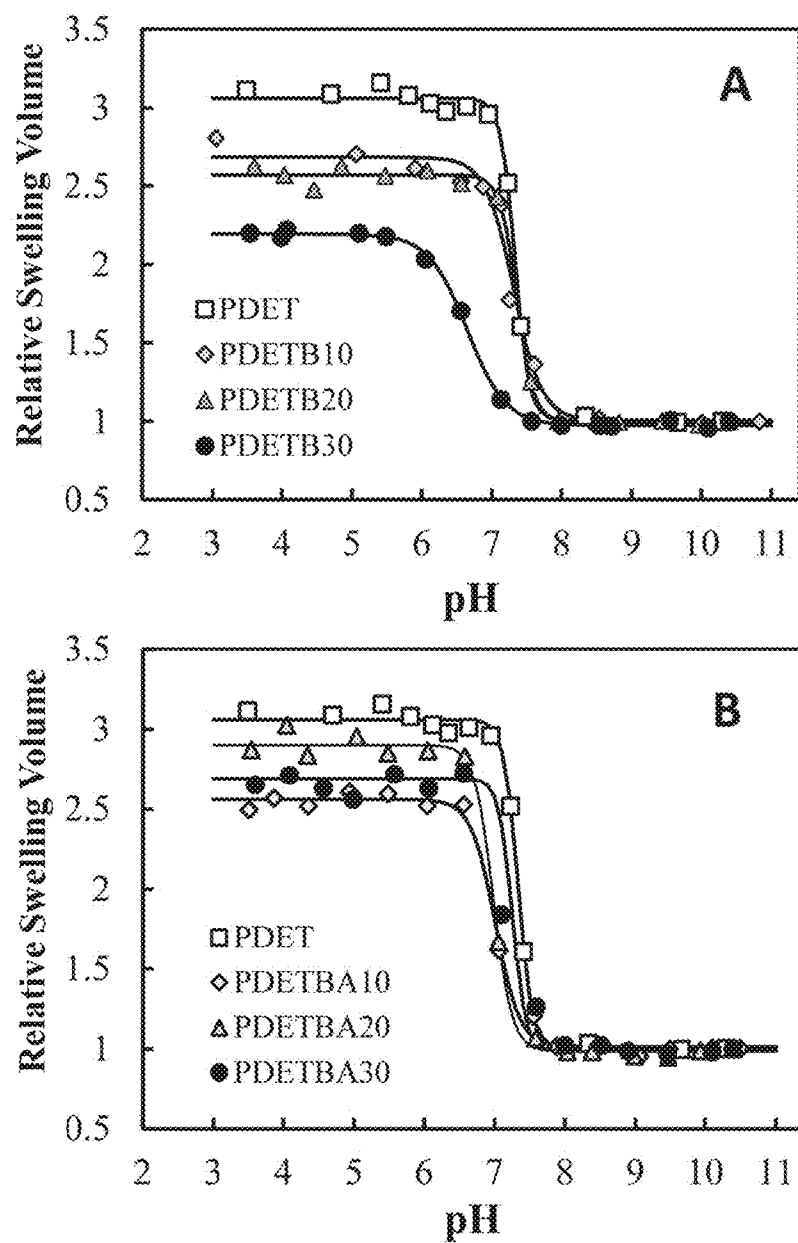 A
Relative Swelling Volume
3.5
3
2.5
2
1.5
1
0.5
PDET
PDETB10
PDETB20
PDETB30
2 3 4 5 6 7 8 9 10 11
pH
B
Relative Swelling Volume
3.5
3
2.5
2
1.5
1
0.5
PDET
PDETBA10
PDETBA20
PDETBA30
2 3 4 5 6 7 8 9 10 11
pH